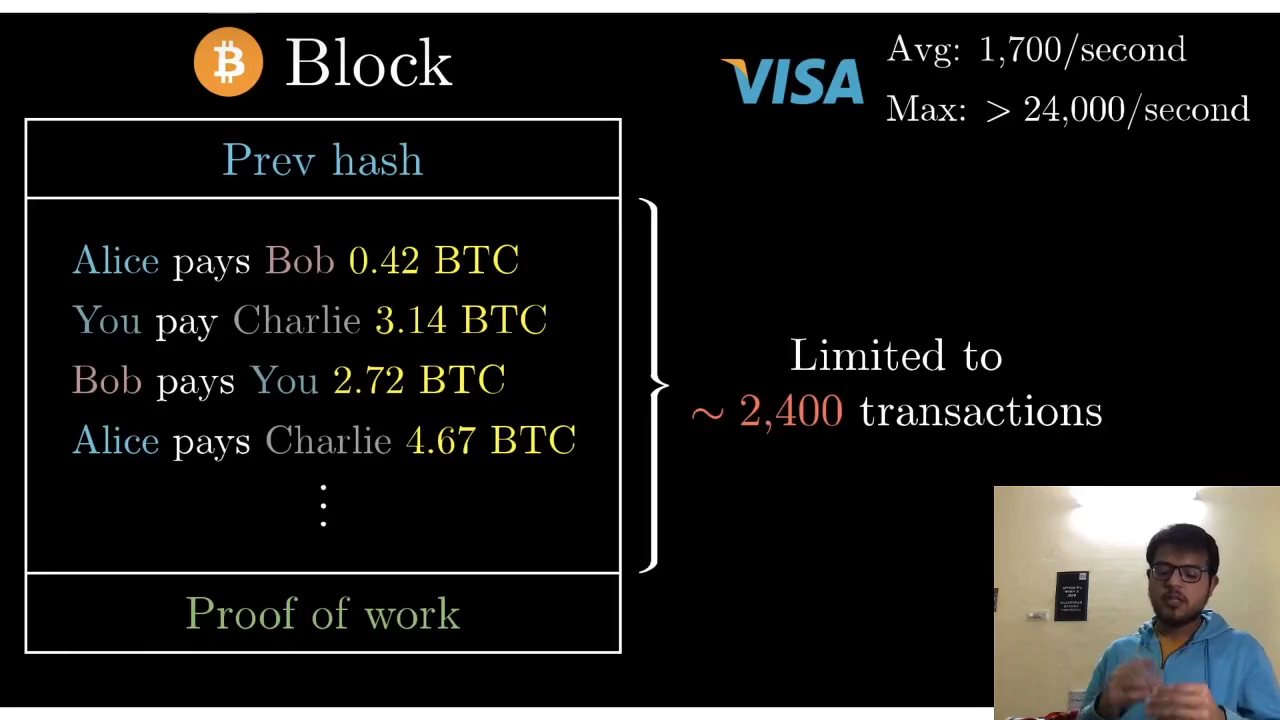 Block
VISA
Avg: 1,700/second
Max: > 24,000/second
Prev hash
Alice pays Bob 0.42 BTC
You pay Charlie 3.14 BTC
Bob pays You 2.72 BTC
Alice pays Charlie 4.67 BTC
⋮
Limited to
~ 2,400 transactions
Proof of work